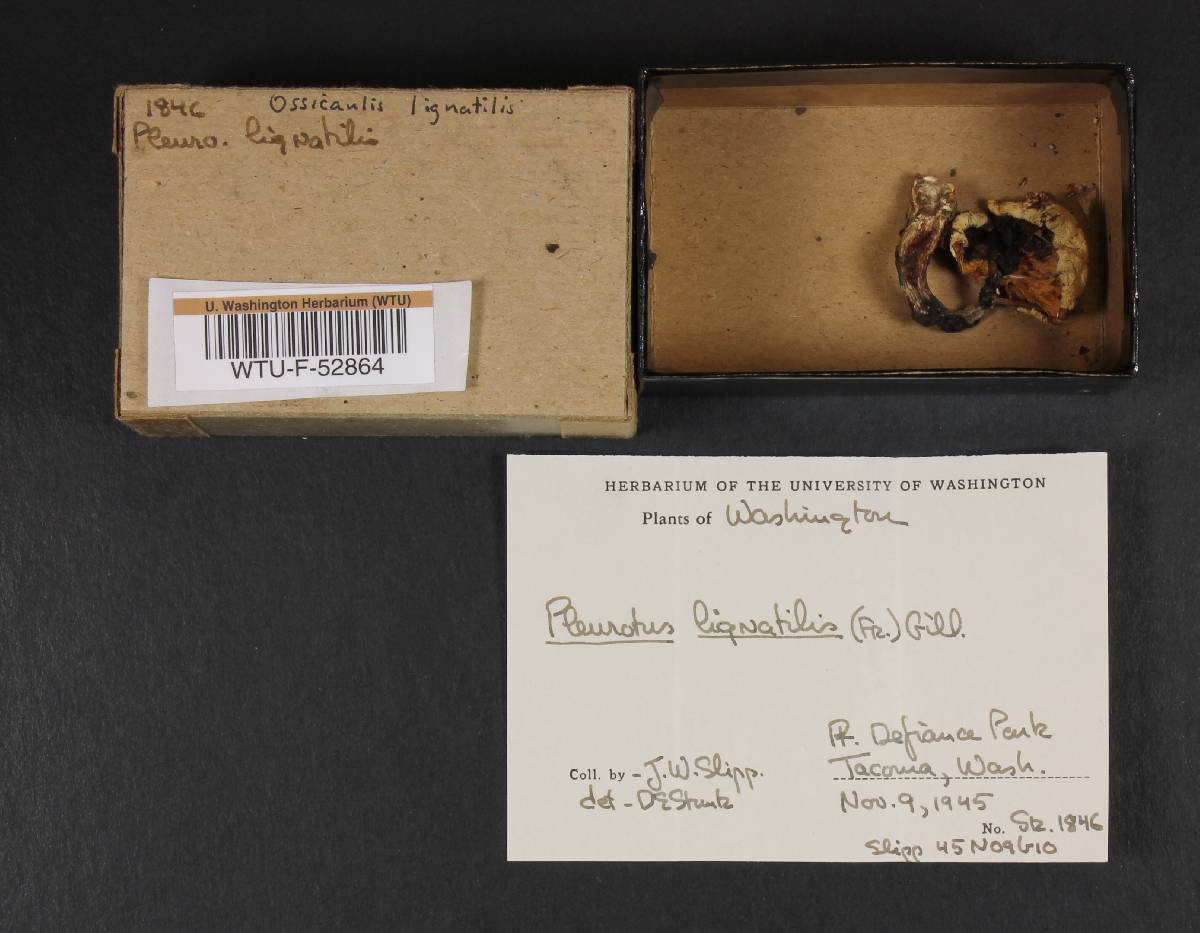 1846 Ossicaulis lignatilis
Pleuro. lignatilis
U. Washington Herbarium (WTU)
WTU-F-52864
HERBARIUM OF THE UNIVERSITY OF WASHINGTON
Plants of Washington
Pleurotus lignatilis (Fr.) Gill.
Pt. Defiance Park
Coll. by - J.W. Slipp. Tacoma, Wash.
det - DEStuntz Nov. 9, 1945
No. Stz. 1846
Slipp 45N09G10